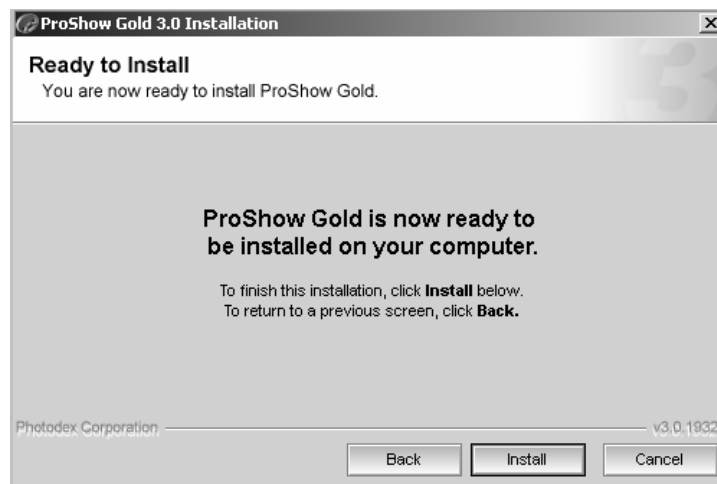 ProShow Gold 3.0 Installation
Ready to Install
You are now ready to install ProShow Gold.
3
ProShow Gold is now ready to
be installed on your computer.
To finish this installation, click Install below.
To return to a previous screen, click Back.
Photodex Corporation
v3.0.1932
Back
Install
Cancel